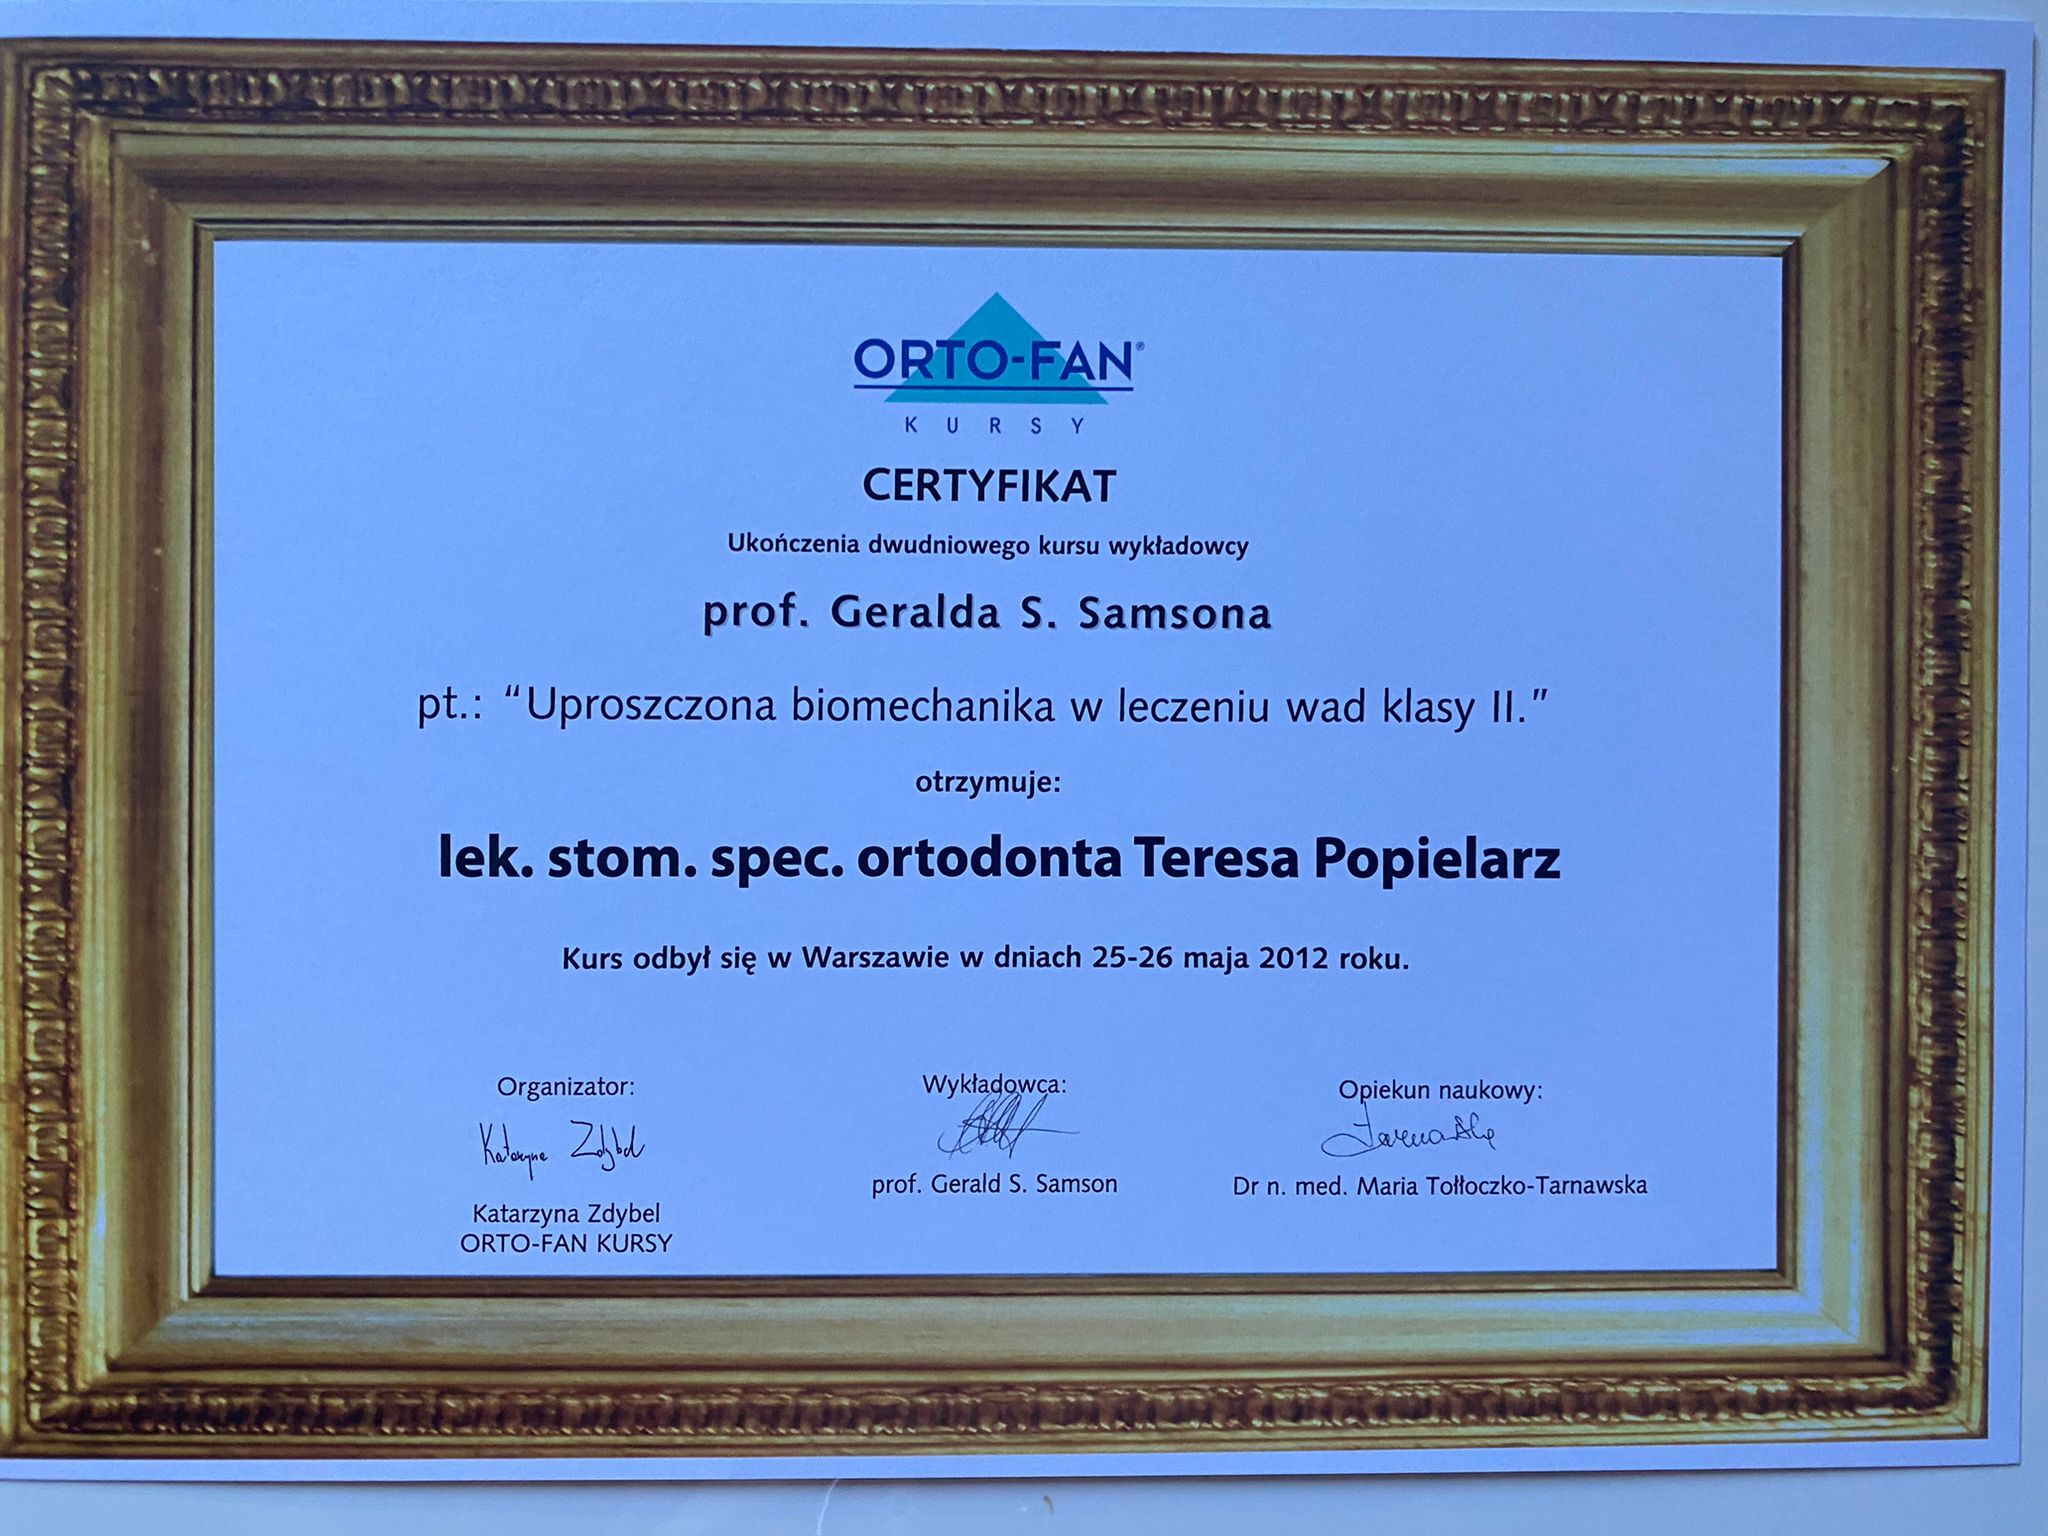 ORTO-FAN®
KURSY
CERTYFIKAT
Ukończenia dwudniowego kursu wykładowcy
prof. Geralda S. Samsona
pt.: “Uproszczona biomechanika w leczeniu wad klasy II.”
otrzymuje:
lek. stom. spec. ortodonta Teresa Popielarz
Kurs odbył się w Warszawie w dniach 25-26 maja 2012 roku.
Organizator:
Katarzyna Zdybel
Katarzyna Zdybel
ORTO-FAN KURSY
Wykładowca:
prof. Gerald S. Samson
Opiekun naukowy:
Tarnawska
Dr n. med. Maria Tołłoczko-Tarnawska